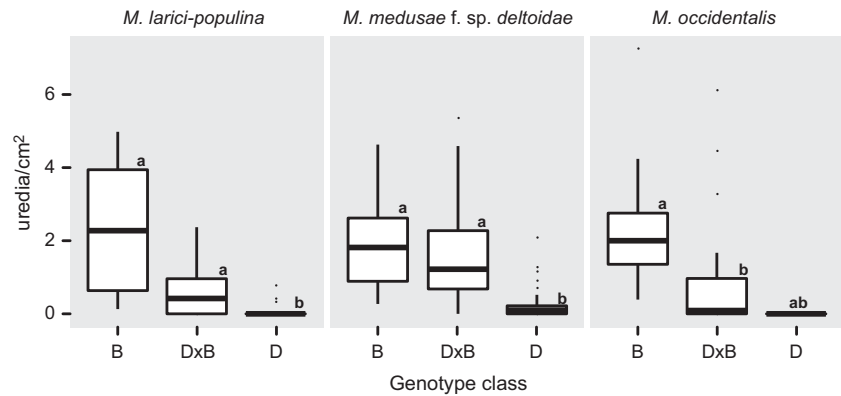 M. larici-populina
M. medusae f. sp. deltoidae
M. occidentalis
uredia/cm²
6
4
2
0
a
a
b
a
a
b
a
b
ab
B DxB D
B DxB D
B DxB D
Genotype class